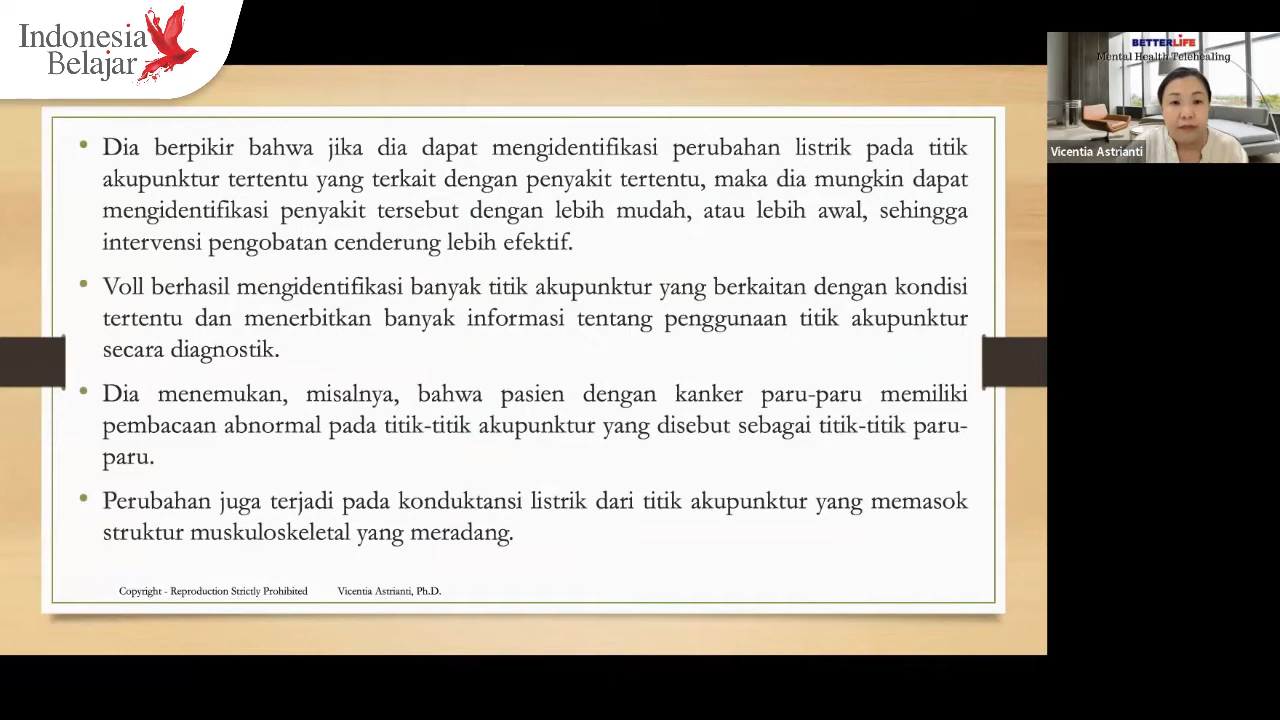 Indonesia
Belajar
BETTERLIFE
Mental Health Telehealing
Vicentia Astrianti
• Dia berpikir bahwa jika dia dapat mengidentifikasi perubahan listrik pada titik
akupunktur tertentu yang terkait dengan penyakit tertentu, maka dia mungkin dapat
mengidentifikasi penyakit tersebut dengan lebih mudah, atau lebih awal, sehingga
intervensi pengobatan cenderung lebih efektif.
• Voll berhasil mengidentifikasi banyak titik akupunktur yang berkaitan dengan kondisi
tertentu dan menerbitkan banyak informasi tentang penggunaan titik akupunktur
secara diagnostik.
• Dia menemukan, misalnya, bahwa pasien dengan kanker paru-paru memiliki
pembacaan abnormal pada titik-titik akupunktur yang disebut sebagai titik-titik paru-
paru.
• Perubahan juga terjadi pada konduktansi listrik dari titik akupunktur yang memasok
struktur muskuloskeletal yang meradang.
Copyright - Reproduction Strictly Prohibited Vicentia Astrianti, Ph.D.